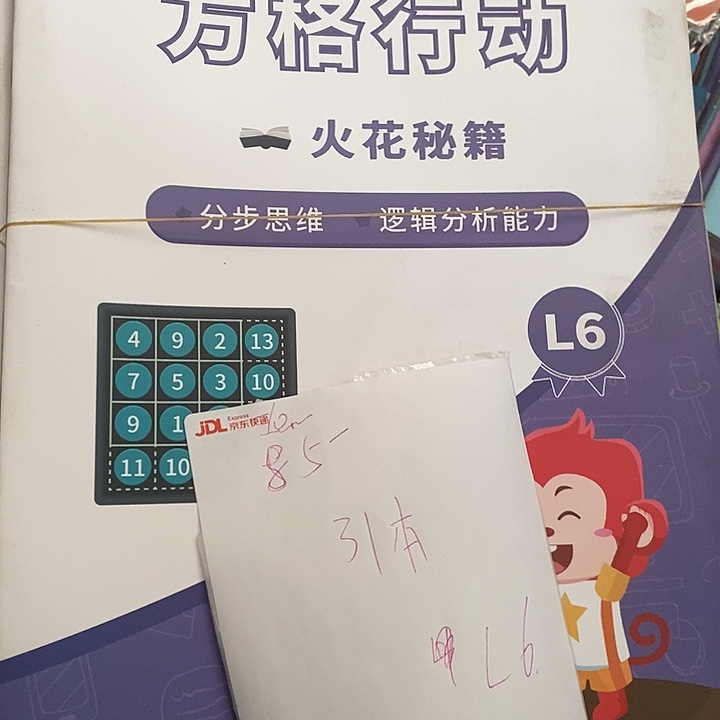 方格行动
火花秘籍
分步思维 逻辑分析能力
L6
4 9 2 13
7 5 3 10
9 1
11 10
JDL Express 京东快递
85
31本
L6